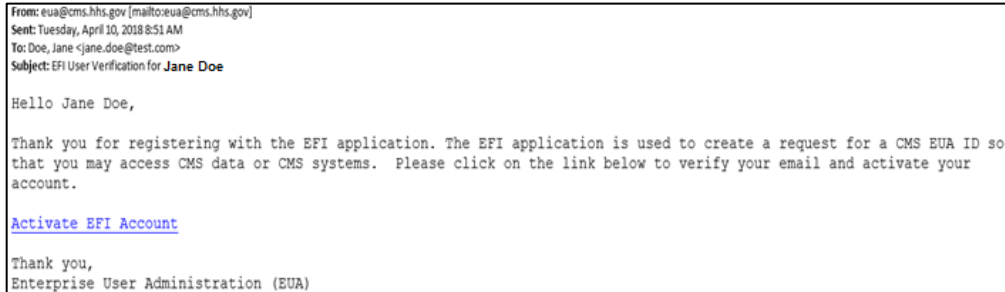 From: eua@cms.hhs.gov [mailto:eua@cms.hhs.gov]
Sent: Tuesday, April 10, 2018 8:51 AM
To: Doe, Jane <jane.doe@test.com>
Subject: EFI User Verification for Jane Doe
Hello Jane Doe,
Thank you for registering with the EFI application. The EFI application is used to create a request for a CMS EUA ID so
that you may access CMS data or CMS systems.  Please click on the link below to verify your email and activate your
account.
Activate EFI Account
Thank you,
Enterprise User Administration (EUA)